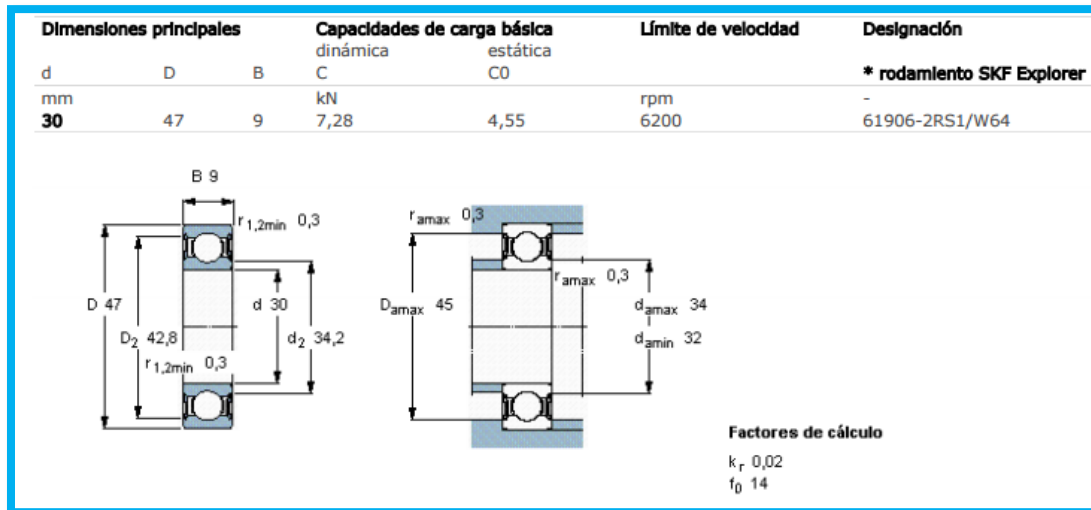 Dimensiones principales Capacidades de carga básica Límite de velocidad Designación
dinámica estática
d D B C C0 * rodamiento SKF Explorer
mm kN rpm -
30 47 9 7,28 4,55 6200 61906-2RS1/W64
B 9
r1,2min 0,3
D 47
d 30
D2 42,8
d2 34,2
r1,2min 0,3
ramax 0,3
ramax 0,3
Damax 45
damax 34
damin 32
Factores de cálculo
kr 0,02
f0 14